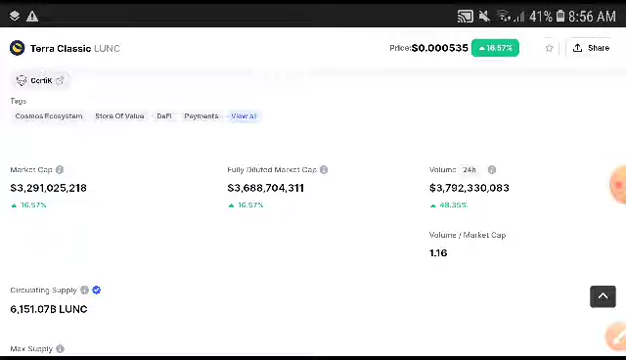 41% 8:56 AM
Terra Classic LUNC
Price:$0.000535 16.57% Share
CertiK
Tags
Cosmos Ecosystem Store Of Value DeFi Payments View all
Market Cap Fully Diluted Market Cap Volume 24h
$3,291,025,218 $3,688,704,311 $3,792,330,083
16.57% 16.57% 48.35%
Volume / Market Cap
1.16
Circulating Supply
6,151.07B LUNC
Max Supply